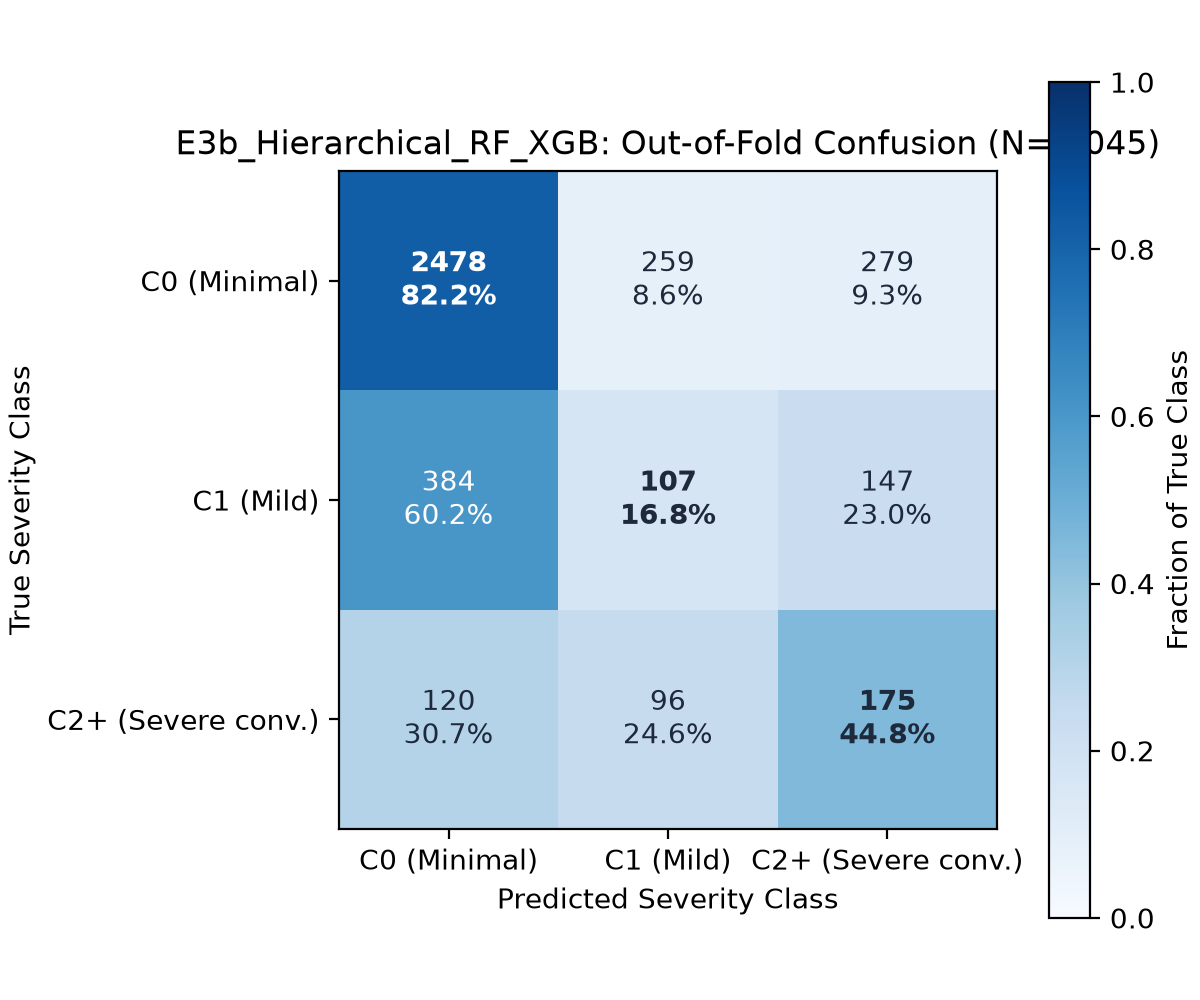 E3b_Hierarchical_RF_XGB: Out-of-Fold Confusion (N= 045)
1.0
0.8
0.6
0.4
0.2
0.0
Fraction of True Class
True Severity Class
C0 (Minimal)
2478
82.2%
259
8.6%
279
9.3%
C1 (Mild)
384
60.2%
107
16.8%
147
23.0%
C2+ (Severe conv.)
120
30.7%
96
24.6%
175
44.8%
C0 (Minimal)
C1 (Mild)
C2+ (Severe conv.)
Predicted Severity Class